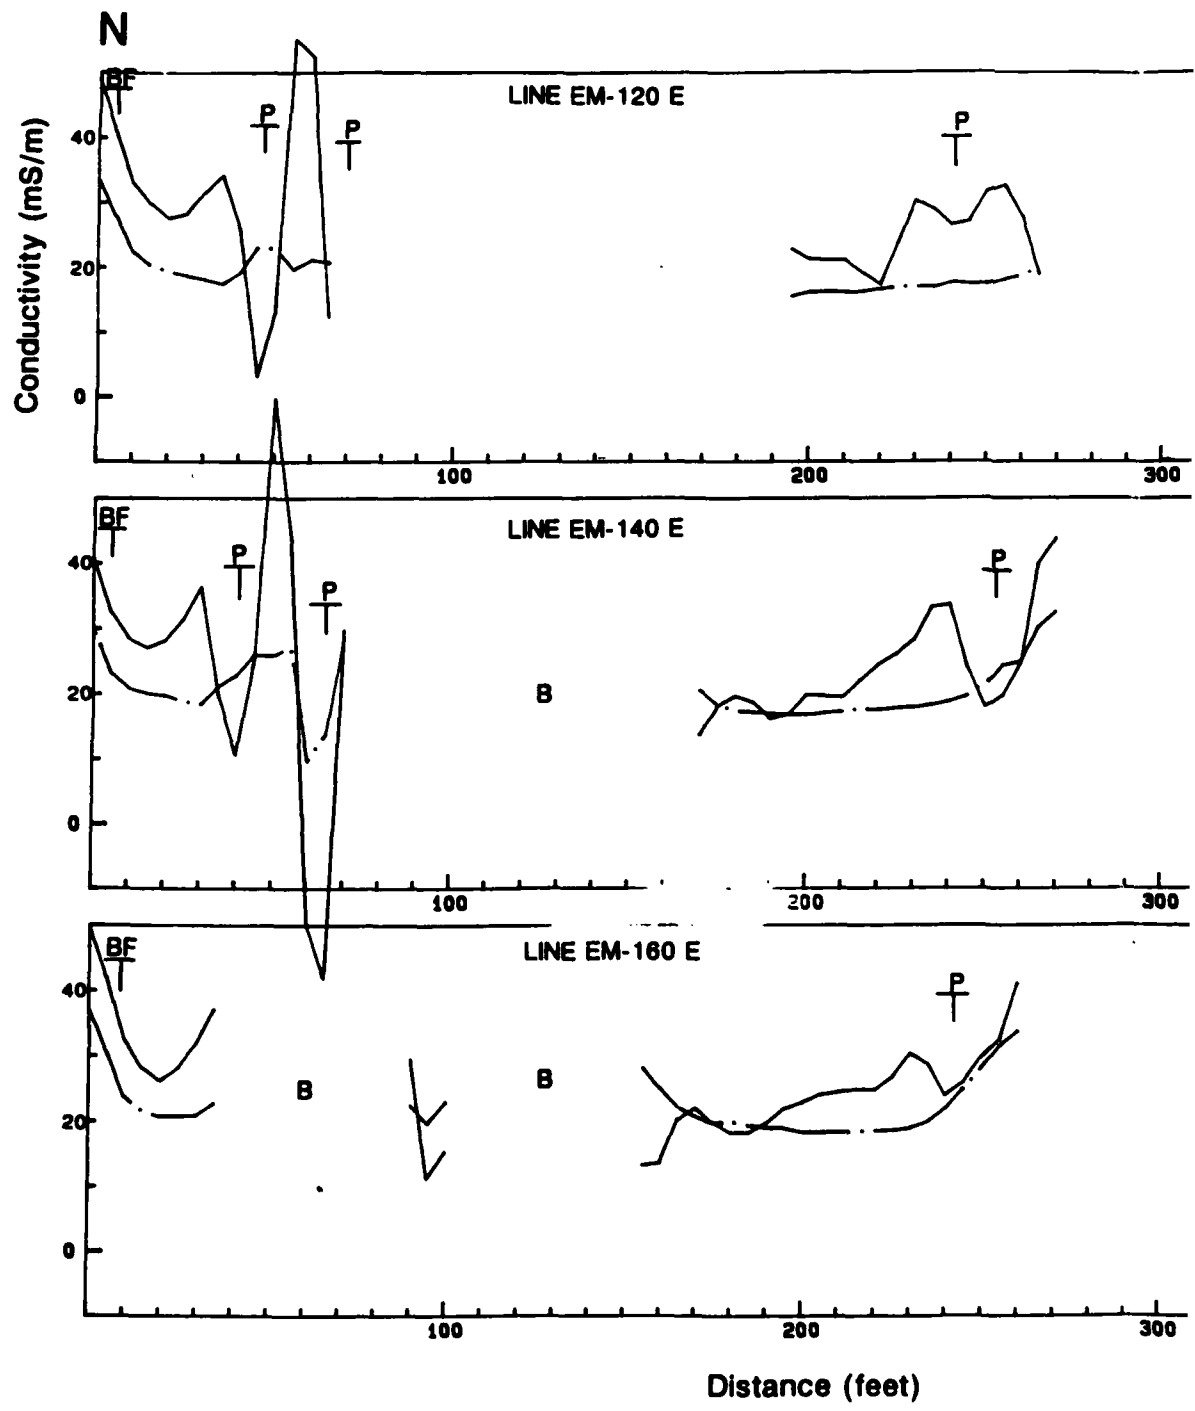 N
BF
LINE EM-120 E
P
P
P
40
20
0
Conductivity (mS/m)
100
200
300
BF
LINE EM-140 E
P
P
P
40
20
B
0
100
200
300
BF
LINE EM-160 E
P
40
B
B
20
0
100
200
300
Distance (feet)